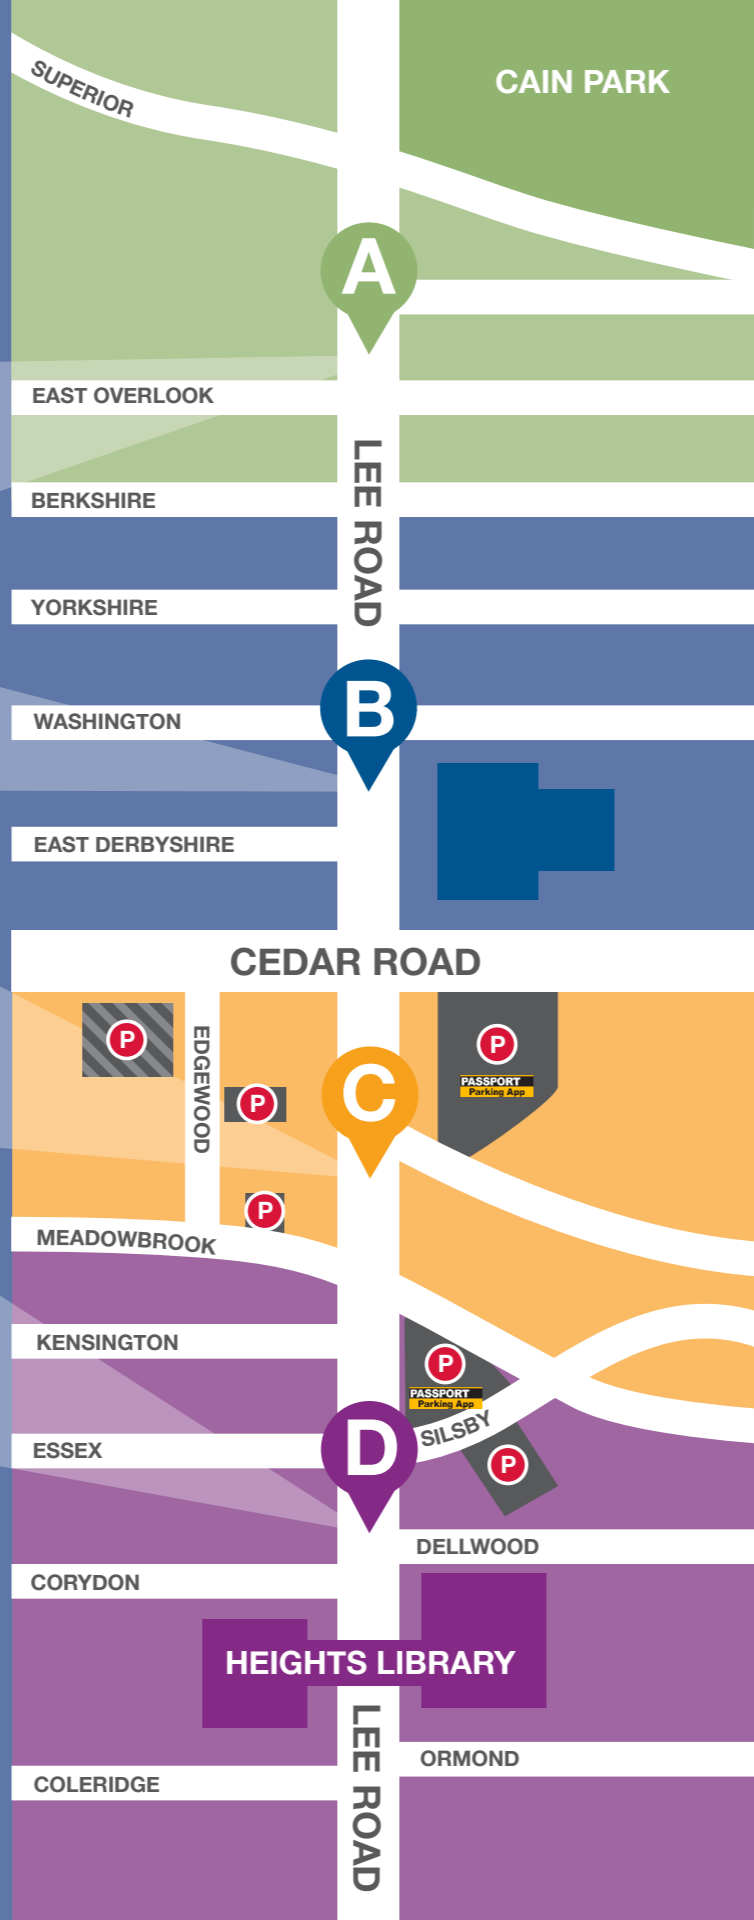 CAIN PARK
SUPERIOR
A
EAST OVERLOOK
LEE ROAD
BERKSHIRE
YORKSHIRE
B
WASHINGTON
EAST DERBYSHIRE
CEDAR ROAD
P
EDGEWOOD
P
PASSPORT
Parking App
C
P
P
MEADOWBROOK
KENSINGTON
P
PASSPORT
Parking App
D
SILSBY
ESSEX
P
DELLWOOD
CORYDON
HEIGHTS LIBRARY
LEE ROAD
ORMOND
COLERIDGE